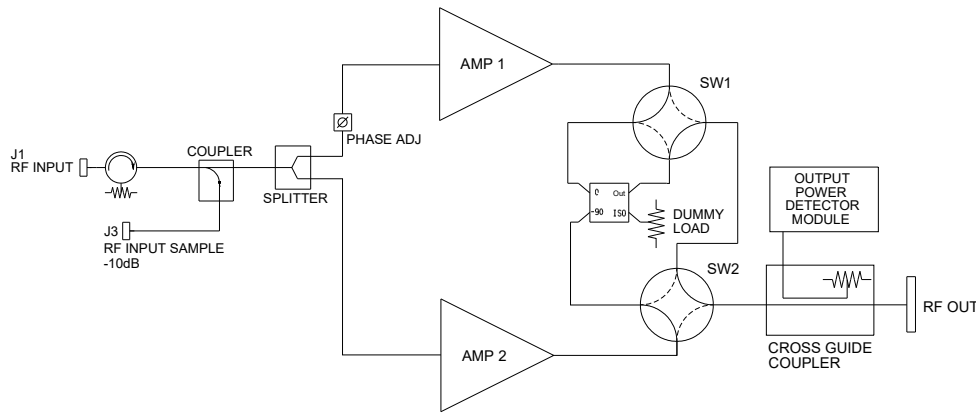 J1
RF INPUT
COUPLER
J3
RF INPUT SAMPLE
-10dB
SPLITTER
PHASE ADJ
AMP 1
AMP 2
SW1
0 Out
-90 ISO
DUMMY
LOAD
SW2
OUTPUT
POWER
DETECTOR
MODULE
CROSS GUIDE
COUPLER
RF OUT